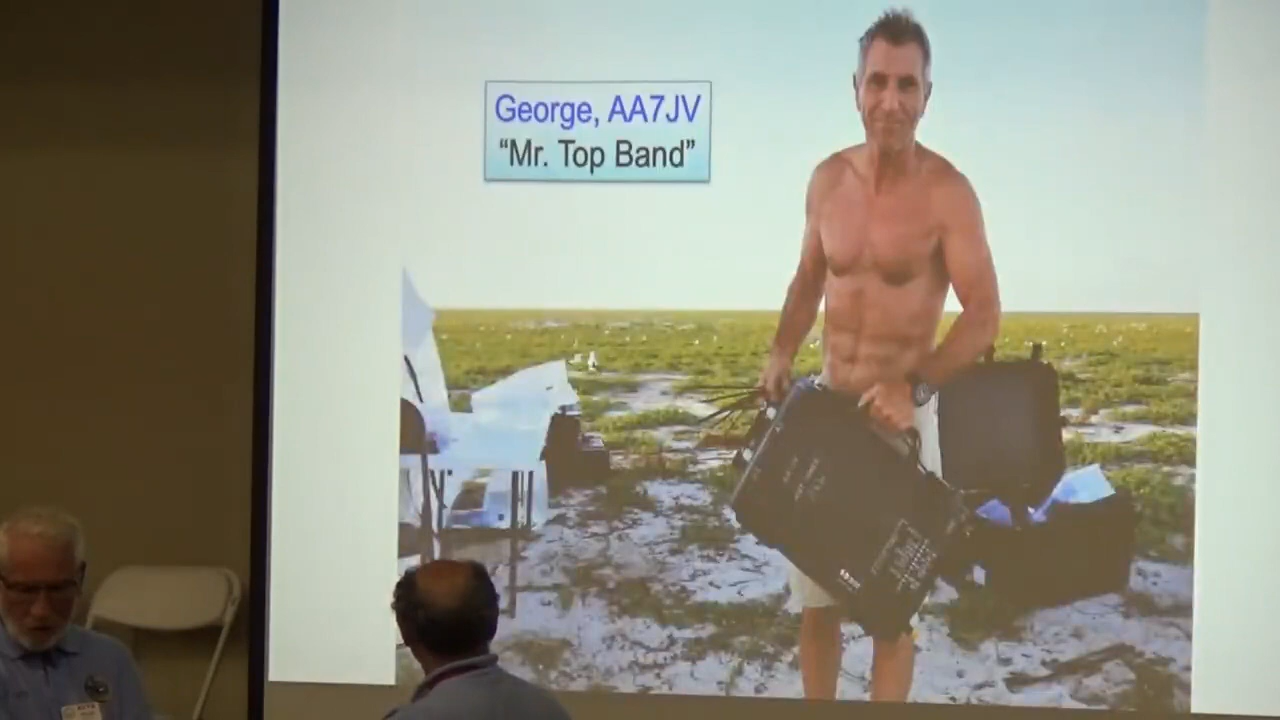 George, AA7JV
“Mr. Top Band”